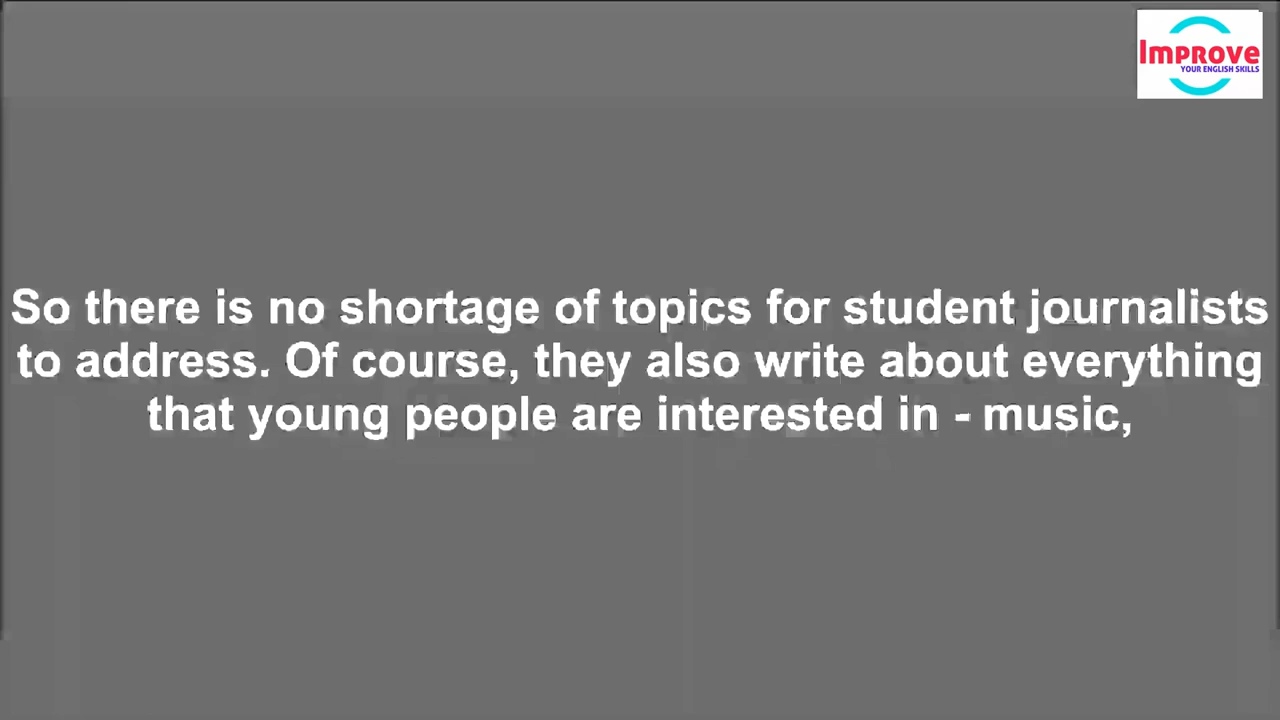 Improve
YOUR ENGLISH SKILLS
So there is no shortage of topics for student journalists
to address. Of course, they also write about everything
that young people are interested in - music,